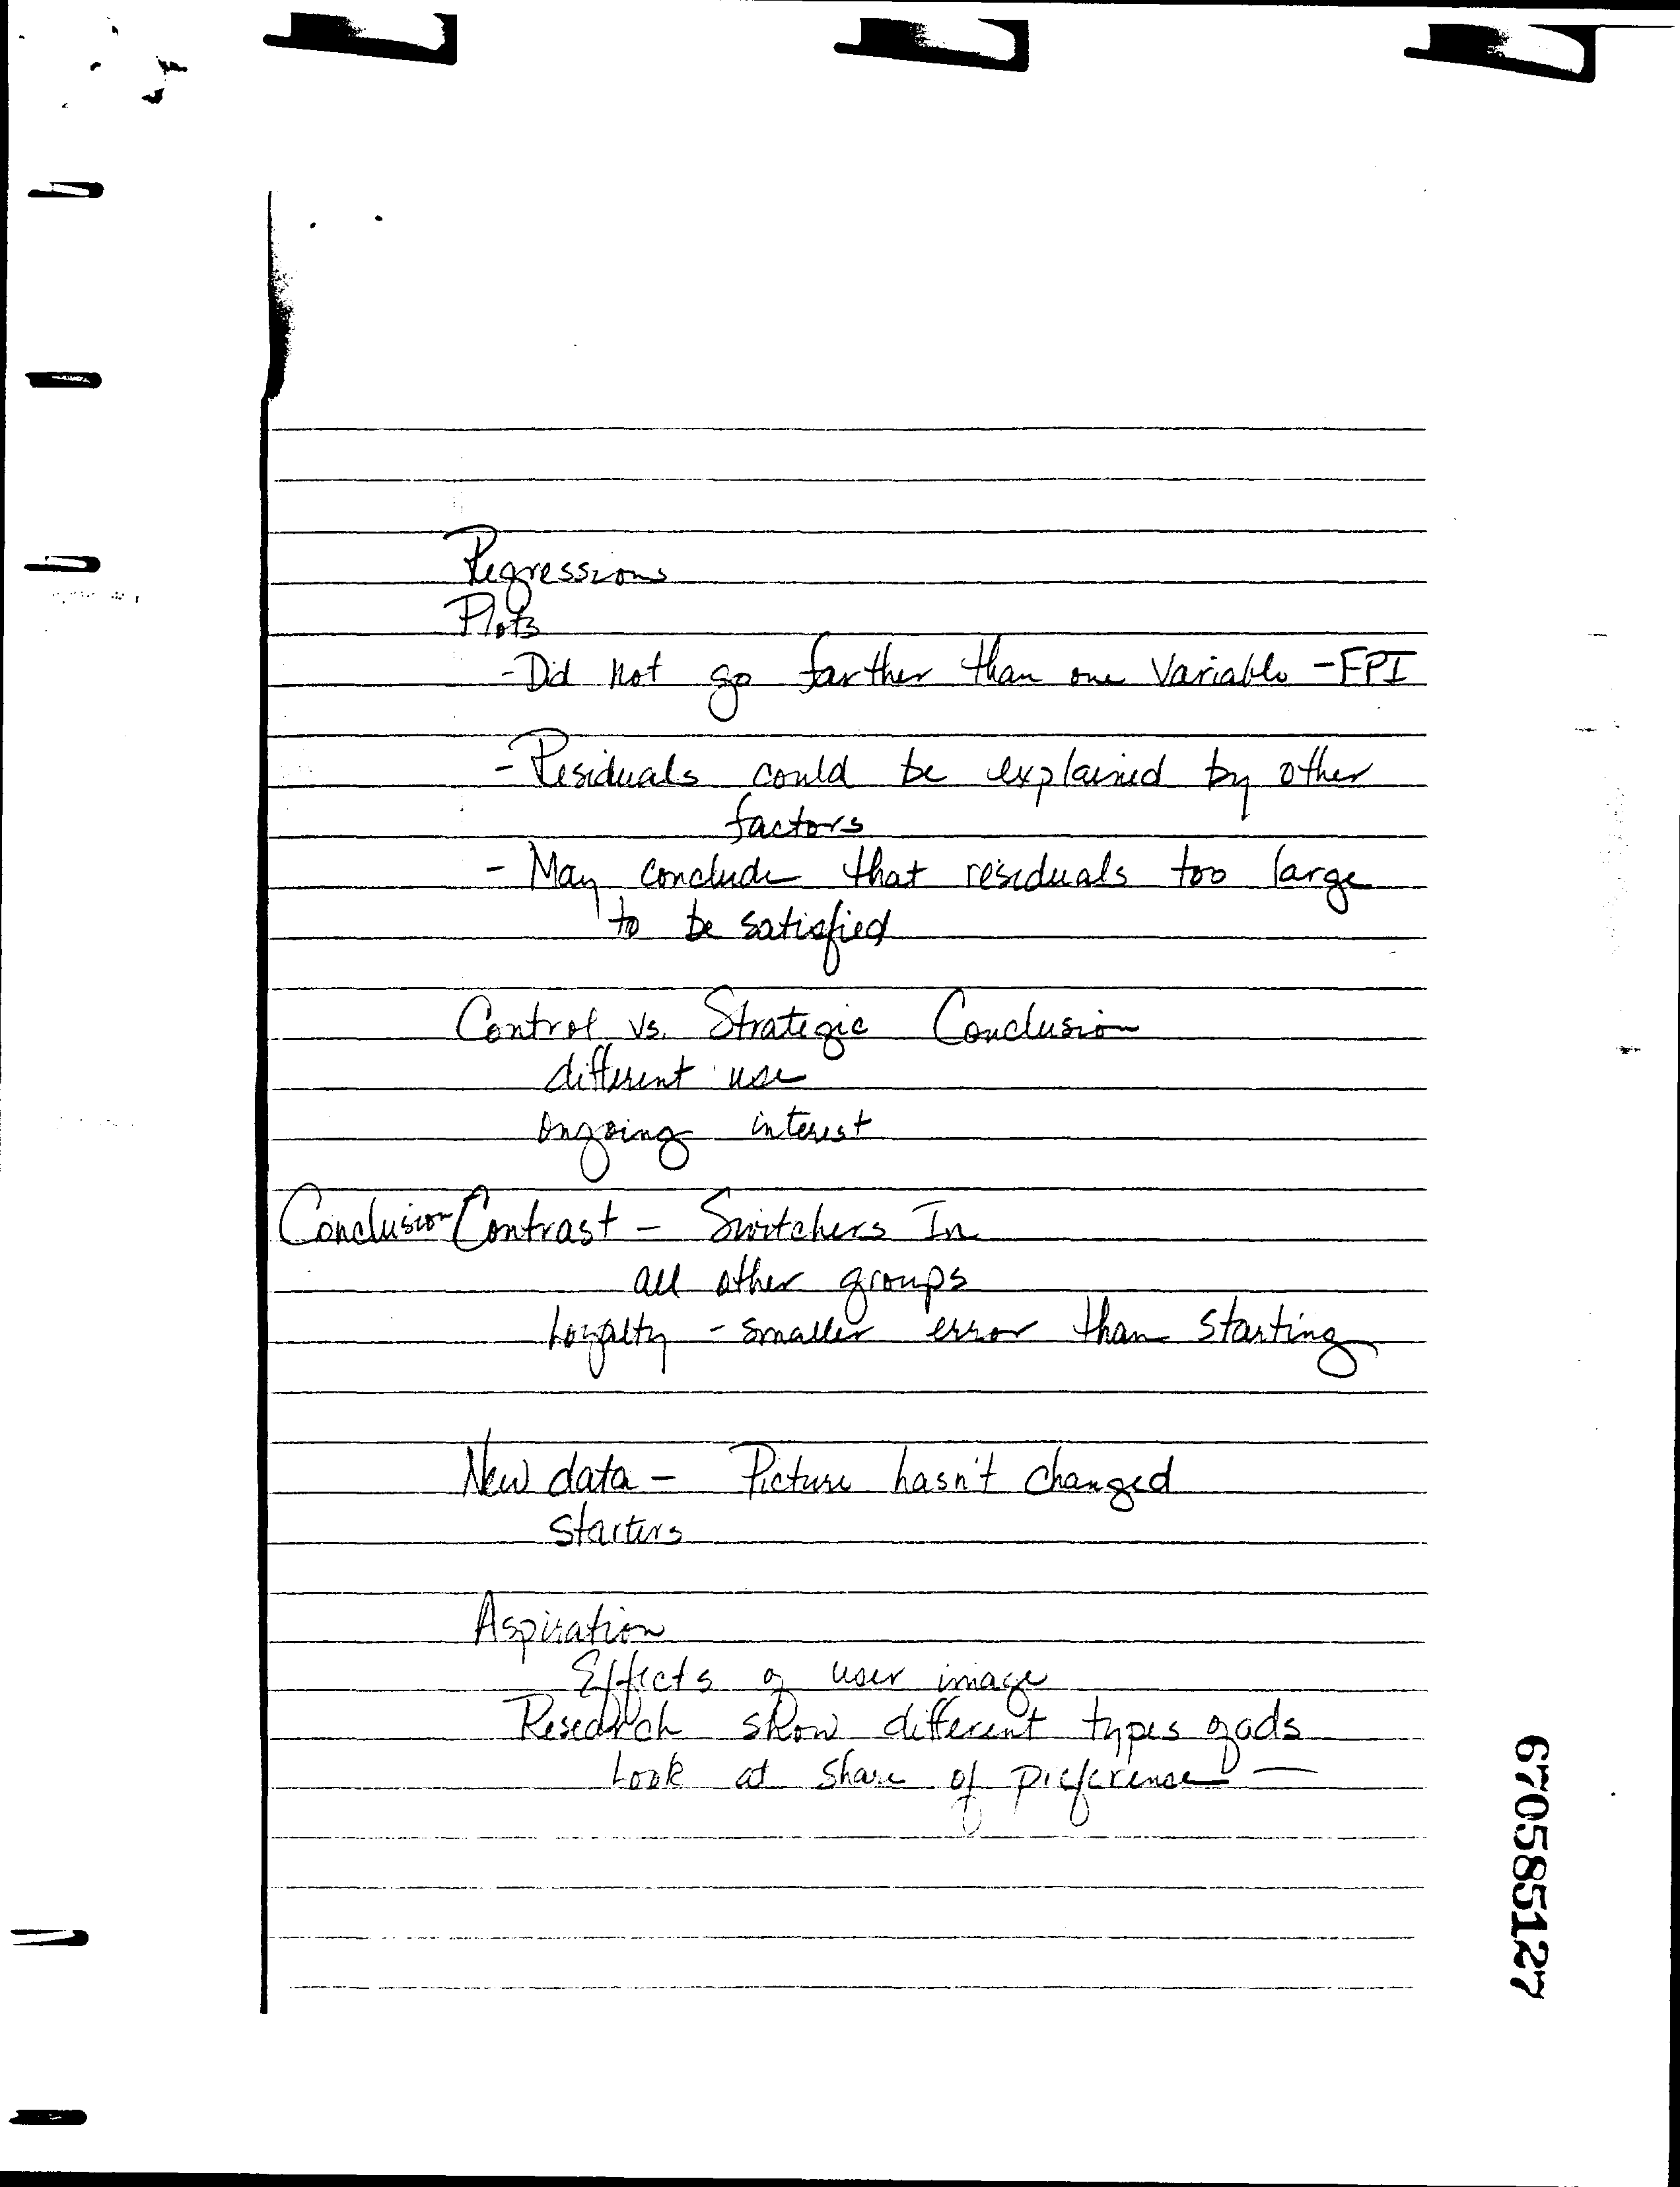 Regressions
Plots
- Did not go farther than one Variable - FPI
- Residuals could be explained by other
factors
- May conclude that residuals too large
to be satisfied
Control vs. Strategic Conclusion
different use
ongoing interest
Conclusion Contrast - Switchers In
all other groups
Loyalty - smaller error than starting
New data - Picture hasn't changed
starters
Aspiration
Effects of user image
Research show different types of ads
Look at share of preference -
670585127